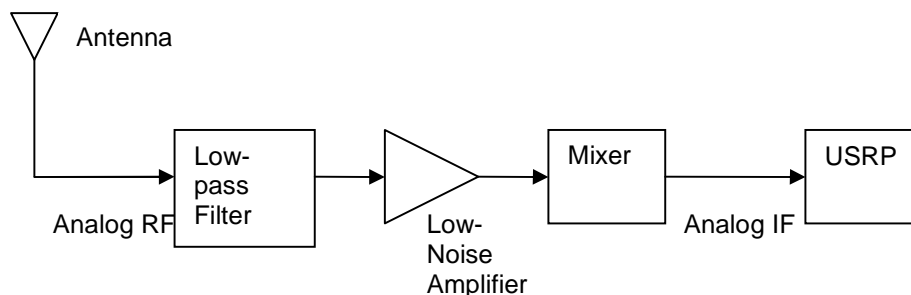 Antenna
Low-
pass
Filter
Mixer
USRP
Analog RF
Low-
Noise
Amplifier
Analog IF